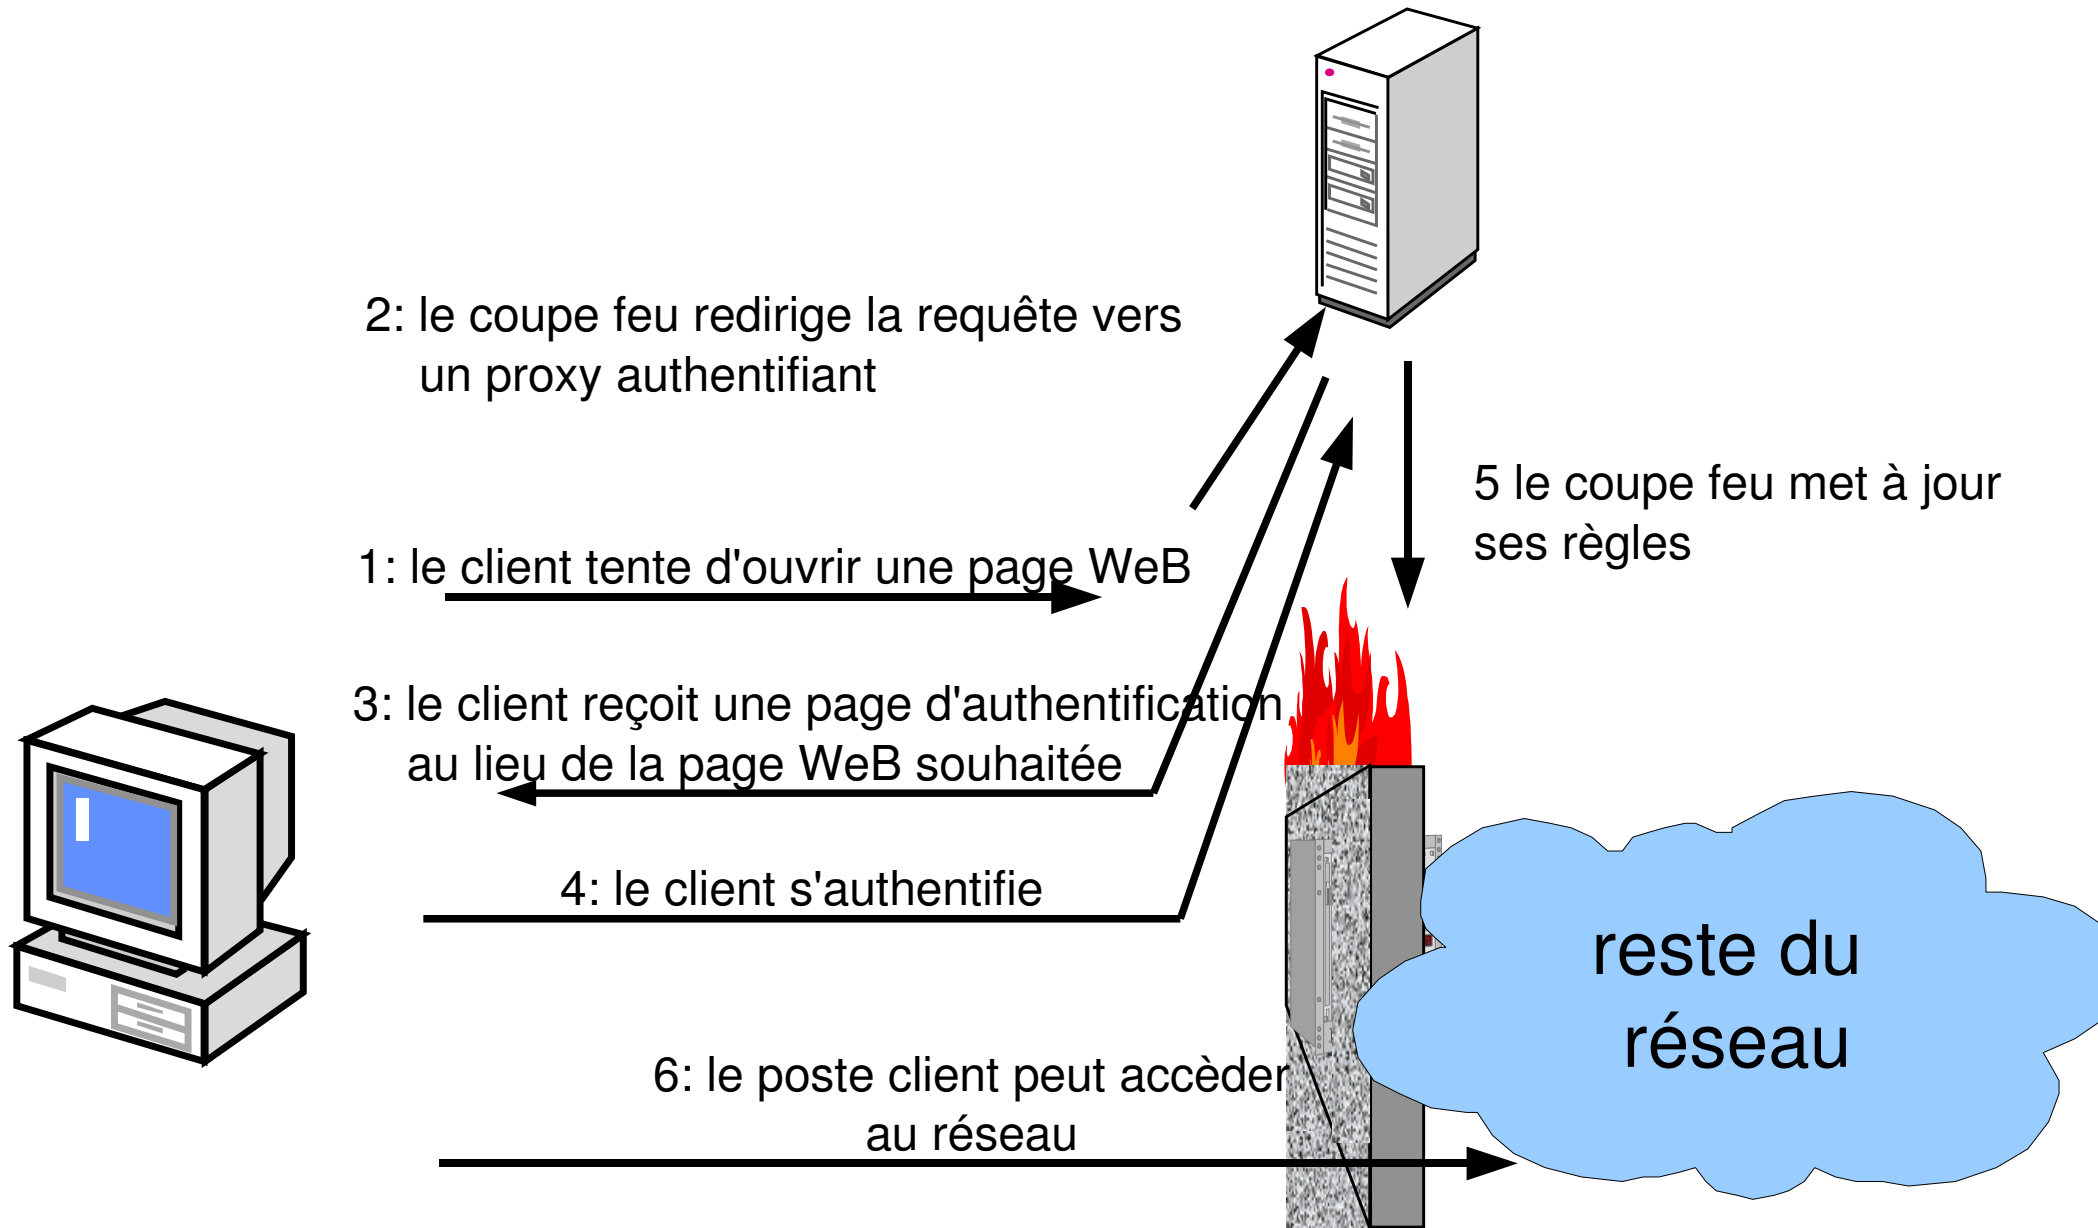 2: le coupe feu redirige la requête vers
un proxy authentifiant
5 le coupe feu met à jour
ses règles
1: le client tente d'ouvrir une page WeB
3: le client reçoit une page d'authentification
au lieu de la page WeB souhaitée
4: le client s'authentifie
reste du
réseau
6: le poste client peut accèder
au réseau